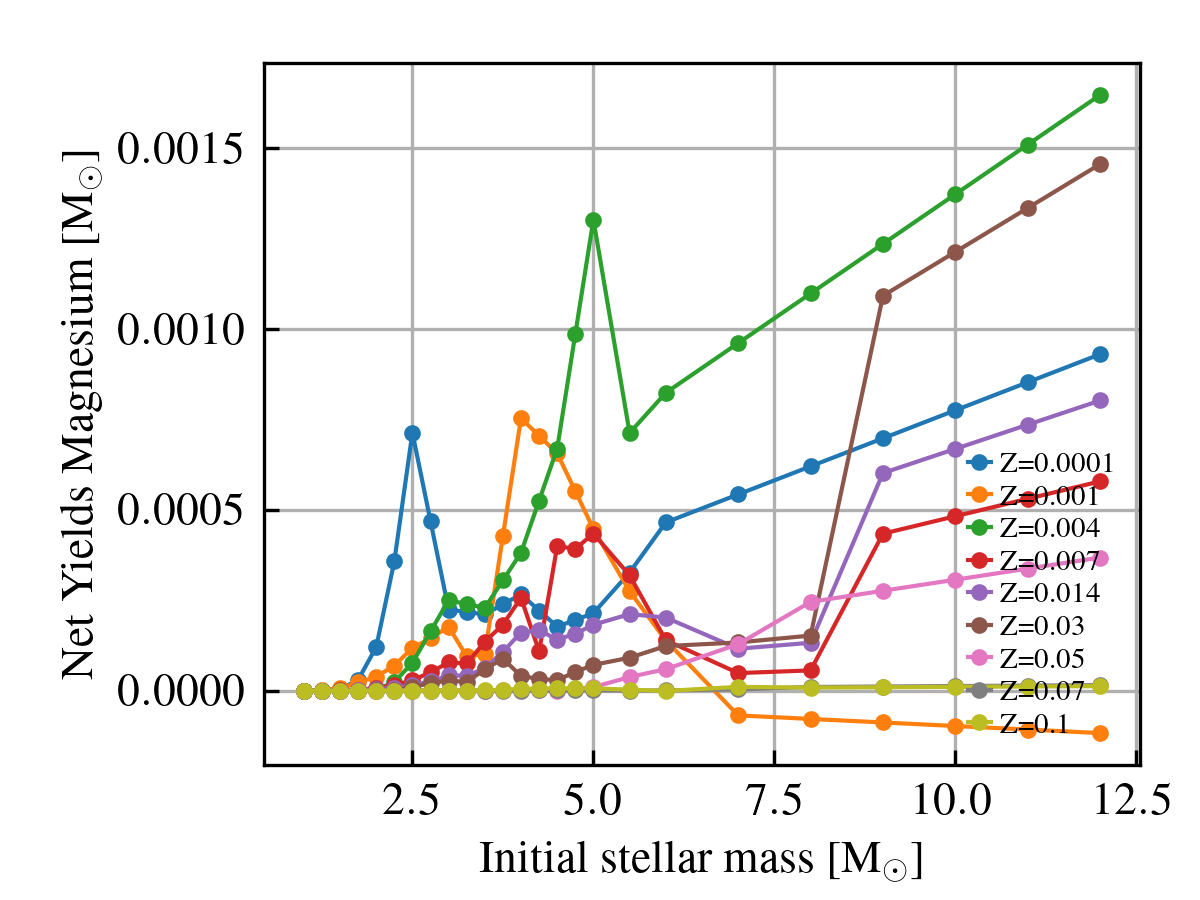 Net Yields Magnesium [M☉]
0.0015
0.0010
0.0005
0.0000
Z=0.0001
Z=0.001
Z=0.004
Z=0.007
Z=0.014
Z=0.03
Z=0.05
Z=0.07
Z=0.1
2.5 5.0 7.5 10.0 12.5
Initial stellar mass [M☉]